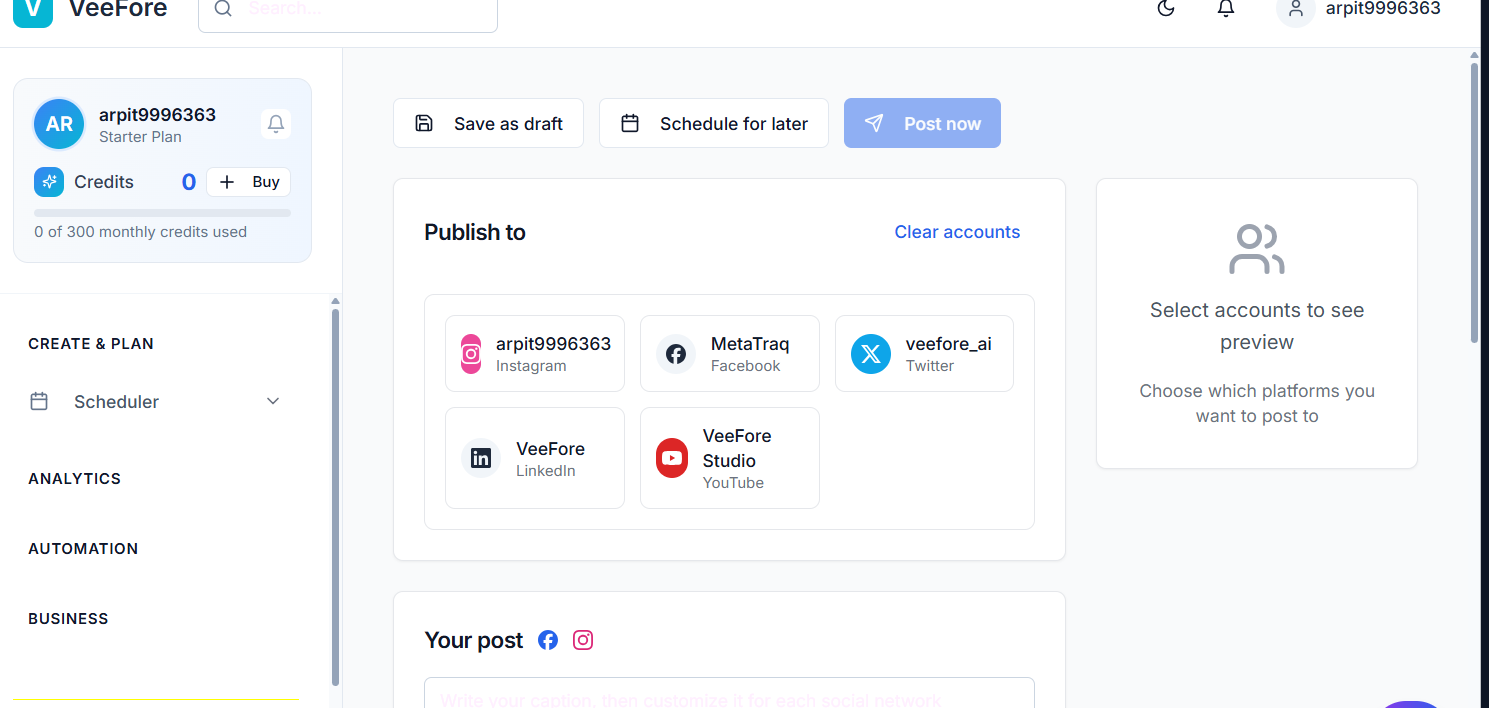 V VeeFore
Search...
arpit9996363
AR
arpit9996363
Starter Plan
Credits 0 + Buy
0 of 300 monthly credits used
CREATE & PLAN
Scheduler
ANALYTICS
AUTOMATION
BUSINESS
Save as draft
Schedule for later
Post now
Publish to
Clear accounts
arpit9996363
Instagram
MetaTraq
Facebook
veefore_ai
Twitter
VeeFore
LinkedIn
VeeFore
Studio
YouTube
Select accounts to see
preview
Choose which platforms you
want to post to
Your post
Write your caption, then customize it for each social network